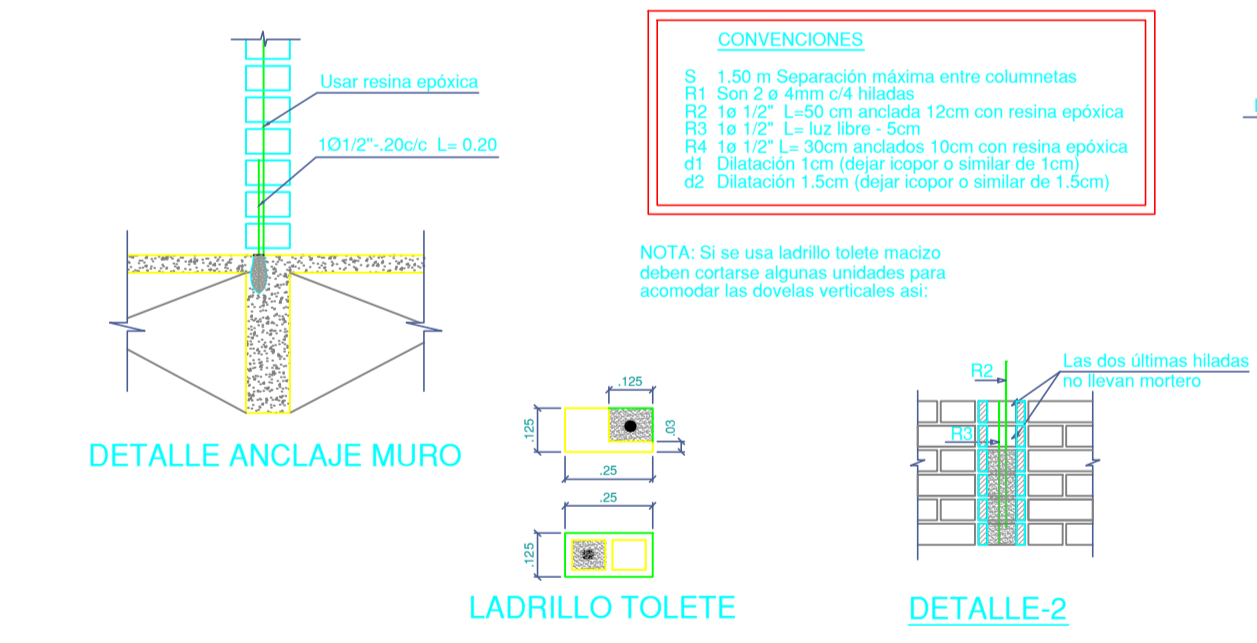 Usar resina epóxica
1Ø1/2"-.20c/c L= 0.20
DETALLE ANCLAJE MURO
CONVENCIONES
S 1.50 m Separación máxima entre columnetas
R1 Son 2 ø 4mm c/4 hiladas
R2 1ø 1/2" L=50 cm anclada 12cm con resina epóxica
R3 1ø 1/2" L= luz libre - 5cm
R4 1ø 1/2" L= 30cm anclados 10cm con resina epóxica
d1 Dilatación 1cm (dejar icopor o similar de 1cm)
d2 Dilatación 1.5cm (dejar icopor o similar de 1.5cm)
NOTA: Si se usa ladrillo tolete macizo
deben cortarse algunas unidades para
acomodar las dovelas verticales asi:
.125
.125
.03
.25
.25
.125
LADRILLO TOLETE
R2
Las dos últimas hiladas
no llevan mortero
R3
DETALLE-2